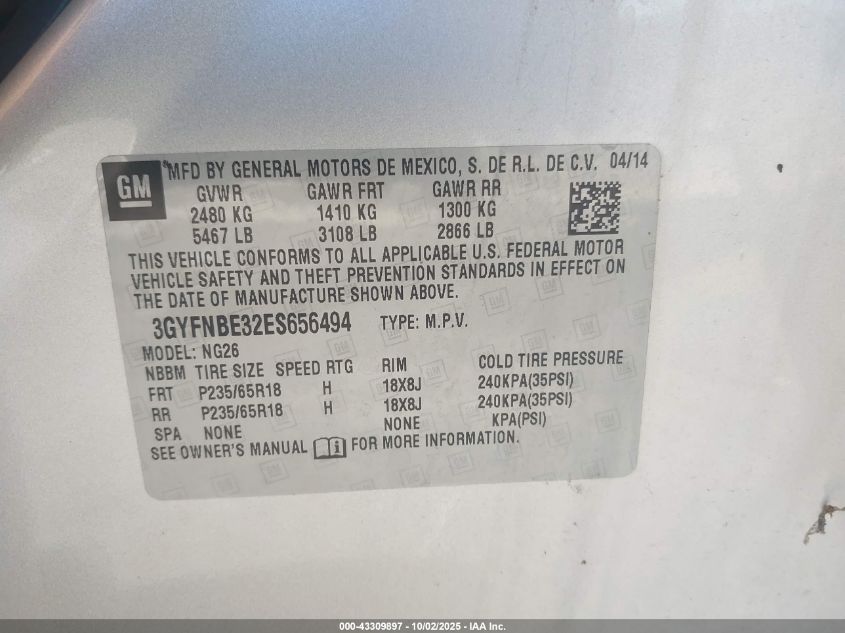 GM
MFD BY GENERAL MOTORS DE MEXICO, S. DE R.L. DE C.V. 04/14
GVWR GAWR FRT GAWR RR
2480 KG 1410 KG 1300 KG
5467 LB 3108 LB 2866 LB
THIS VEHICLE CONFORMS TO ALL APPLICABLE U.S. FEDERAL MOTOR
VEHICLE SAFETY AND THEFT PREVENTION STANDARDS IN EFFECT ON
THE DATE OF MANUFACTURE SHOWN ABOVE.
3GYFNBE32ES656494 TYPE: M.P.V.
MODEL: NG26
NBBM TIRE SIZE SPEED RTG RIM COLD TIRE PRESSURE
FRT P235/65R18 H 18X8J 240KPA(35PSI)
RR P235/65R18 H 18X8J 240KPA(35PSI)
SPA NONE NONE KPA(PSI)
SEE OWNER'S MANUAL FOR MORE INFORMATION.
000-43309897 - 10/02/2025 - IAA Inc.